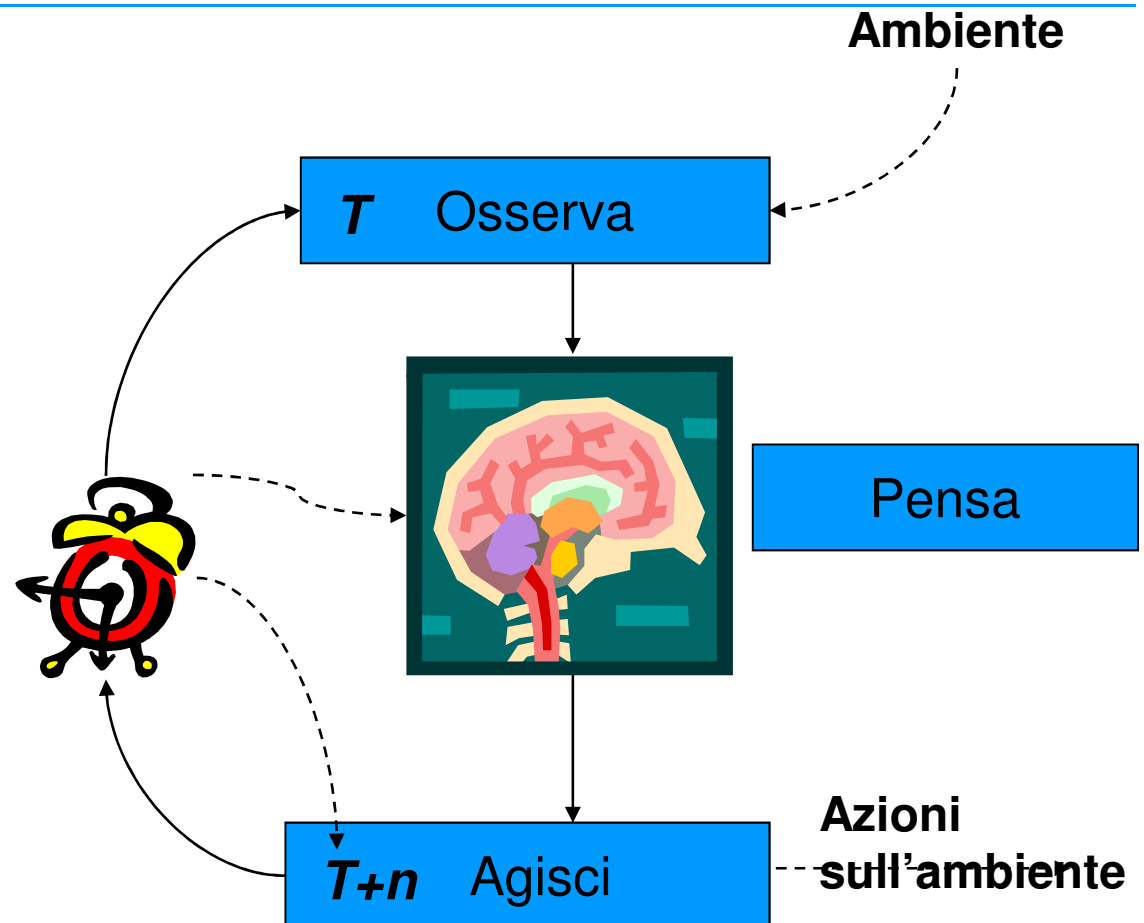 Ambiente
T Osserva
Pensa
Azioni
sull'ambiente
T+n Agisci